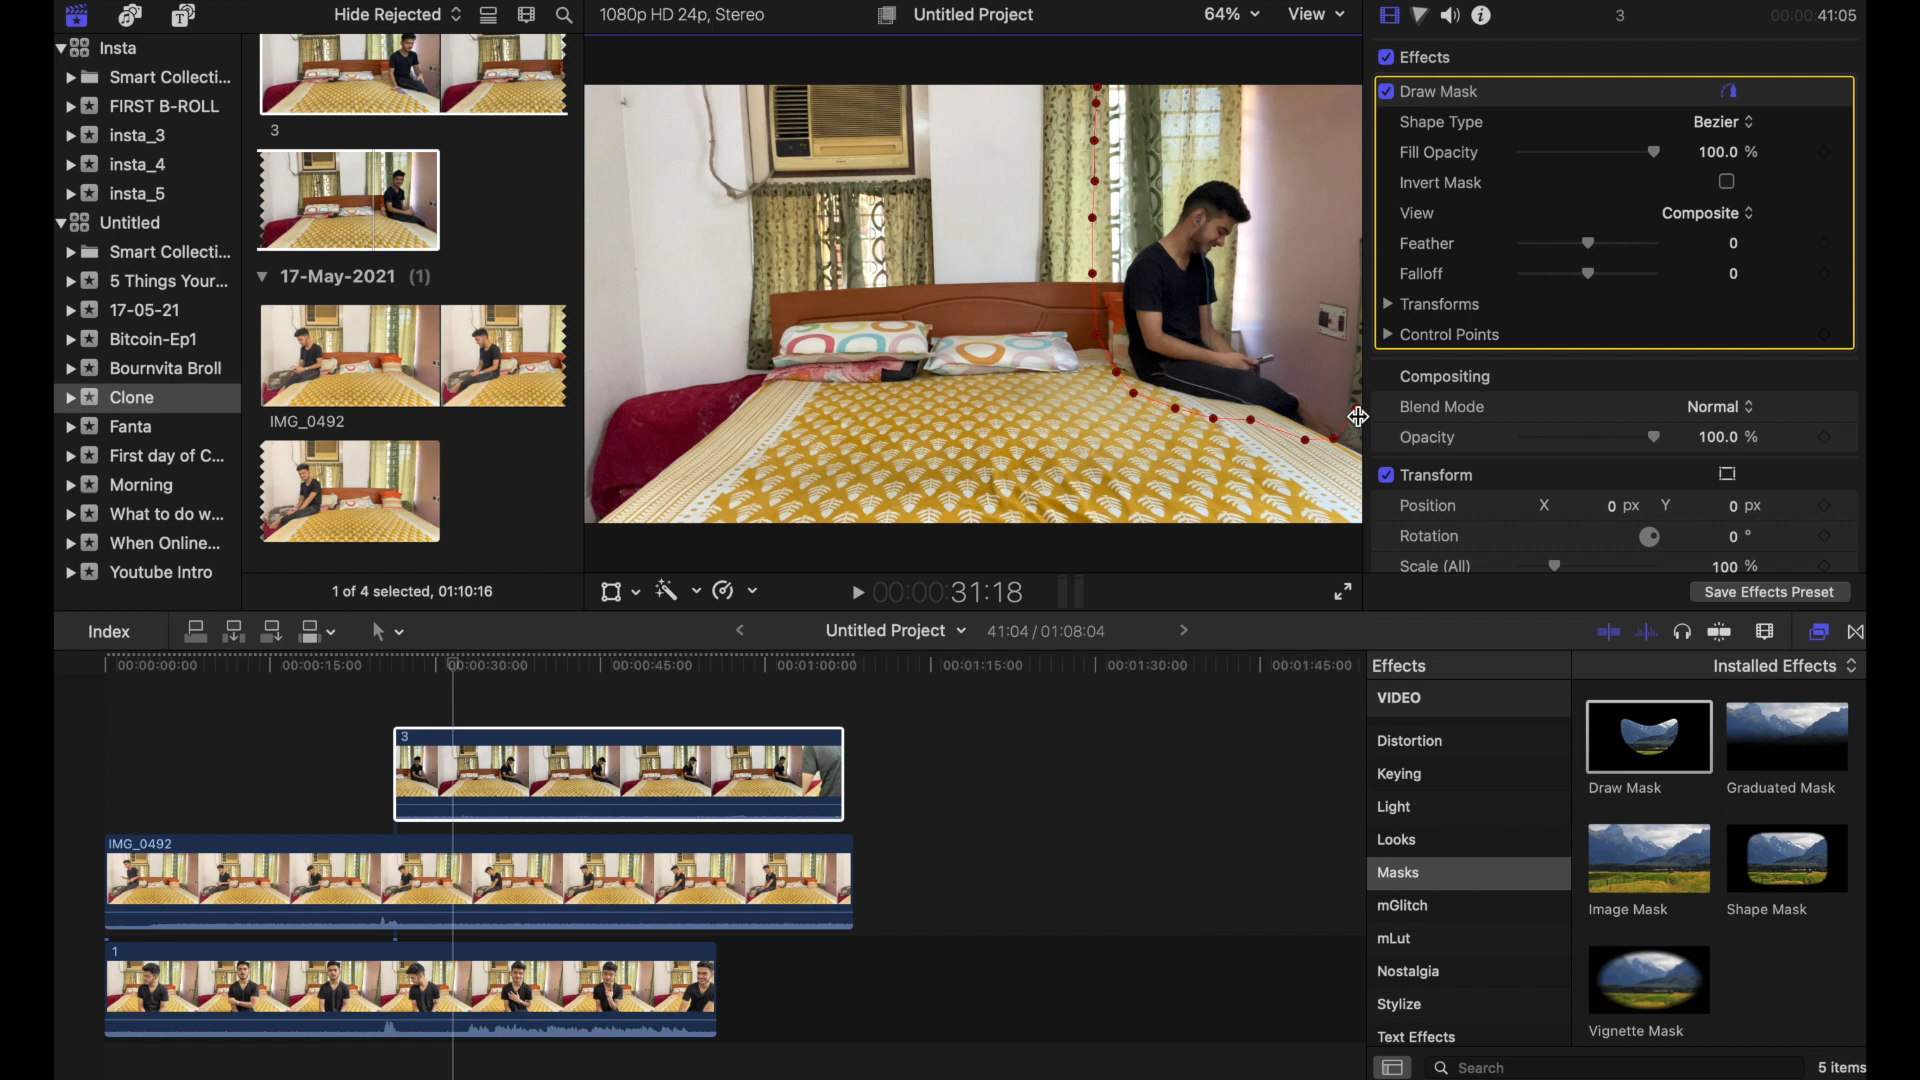 Hide Rejected
1080p HD 24p, Stereo
Untitled Project
64%
View
3
00:00:41:05
Insta
Smart Collecti...
FIRST B-ROLL
insta_3
insta_4
insta_5
Untitled
Smart Collecti...
5 Things Your...
17-05-21
Bitcoin-Ep1
Bournvita Broll
Clone
Fanta
First day of C...
Morning
What to do w...
When Online...
Youtube Intro
3
17-May-2021 (1)
IMG_0492
1 of 4 selected, 01:10:16
00:00:00:31:18
Effects
Draw Mask
Shape Type Bezier
Fill Opacity 100.0 %
Invert Mask
View Composite
Feather 0
Falloff 0
Transforms
Control Points
Compositing
Blend Mode Normal
Opacity 100.0 %
Transform
Position X 0 px Y 0 px
Rotation 0 °
Scale (All) 100 %
Save Effects Preset
Index
Untitled Project
41:04 / 01:08:04
00:00:00:00
00:00:15:00
00:00:30:00
00:00:45:00
00:01:00:00
00:01:15:00
00:01:30:00
00:01:45:00
3
IMG_0492
1
Effects
Installed Effects
VIDEO
Distortion
Keying
Light
Looks
Masks
mGlitch
mLut
Nostalgia
Stylize
Text Effects
Draw Mask
Graduated Mask
Image Mask
Shape Mask
Vignette Mask
Search
5 items